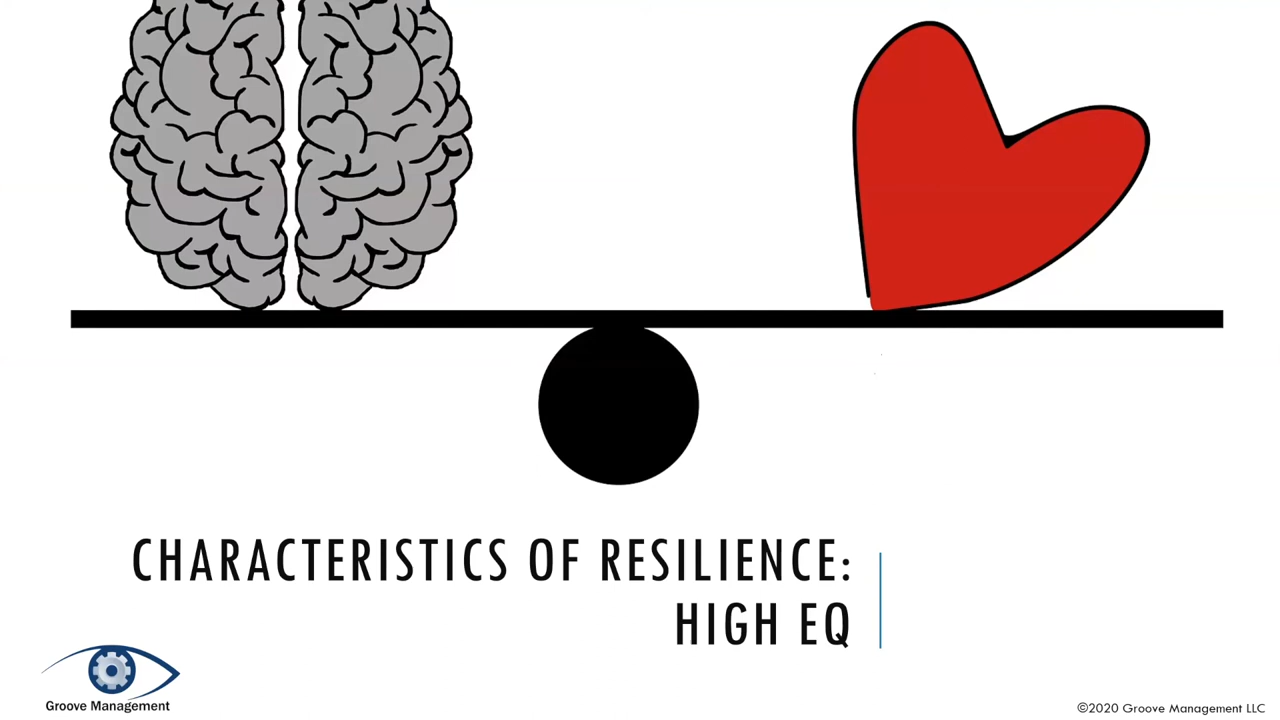 CHARACTERISTICS OF RESILIENCE:
HIGH EQ
Groove Management
©2020 Groove Management LLC